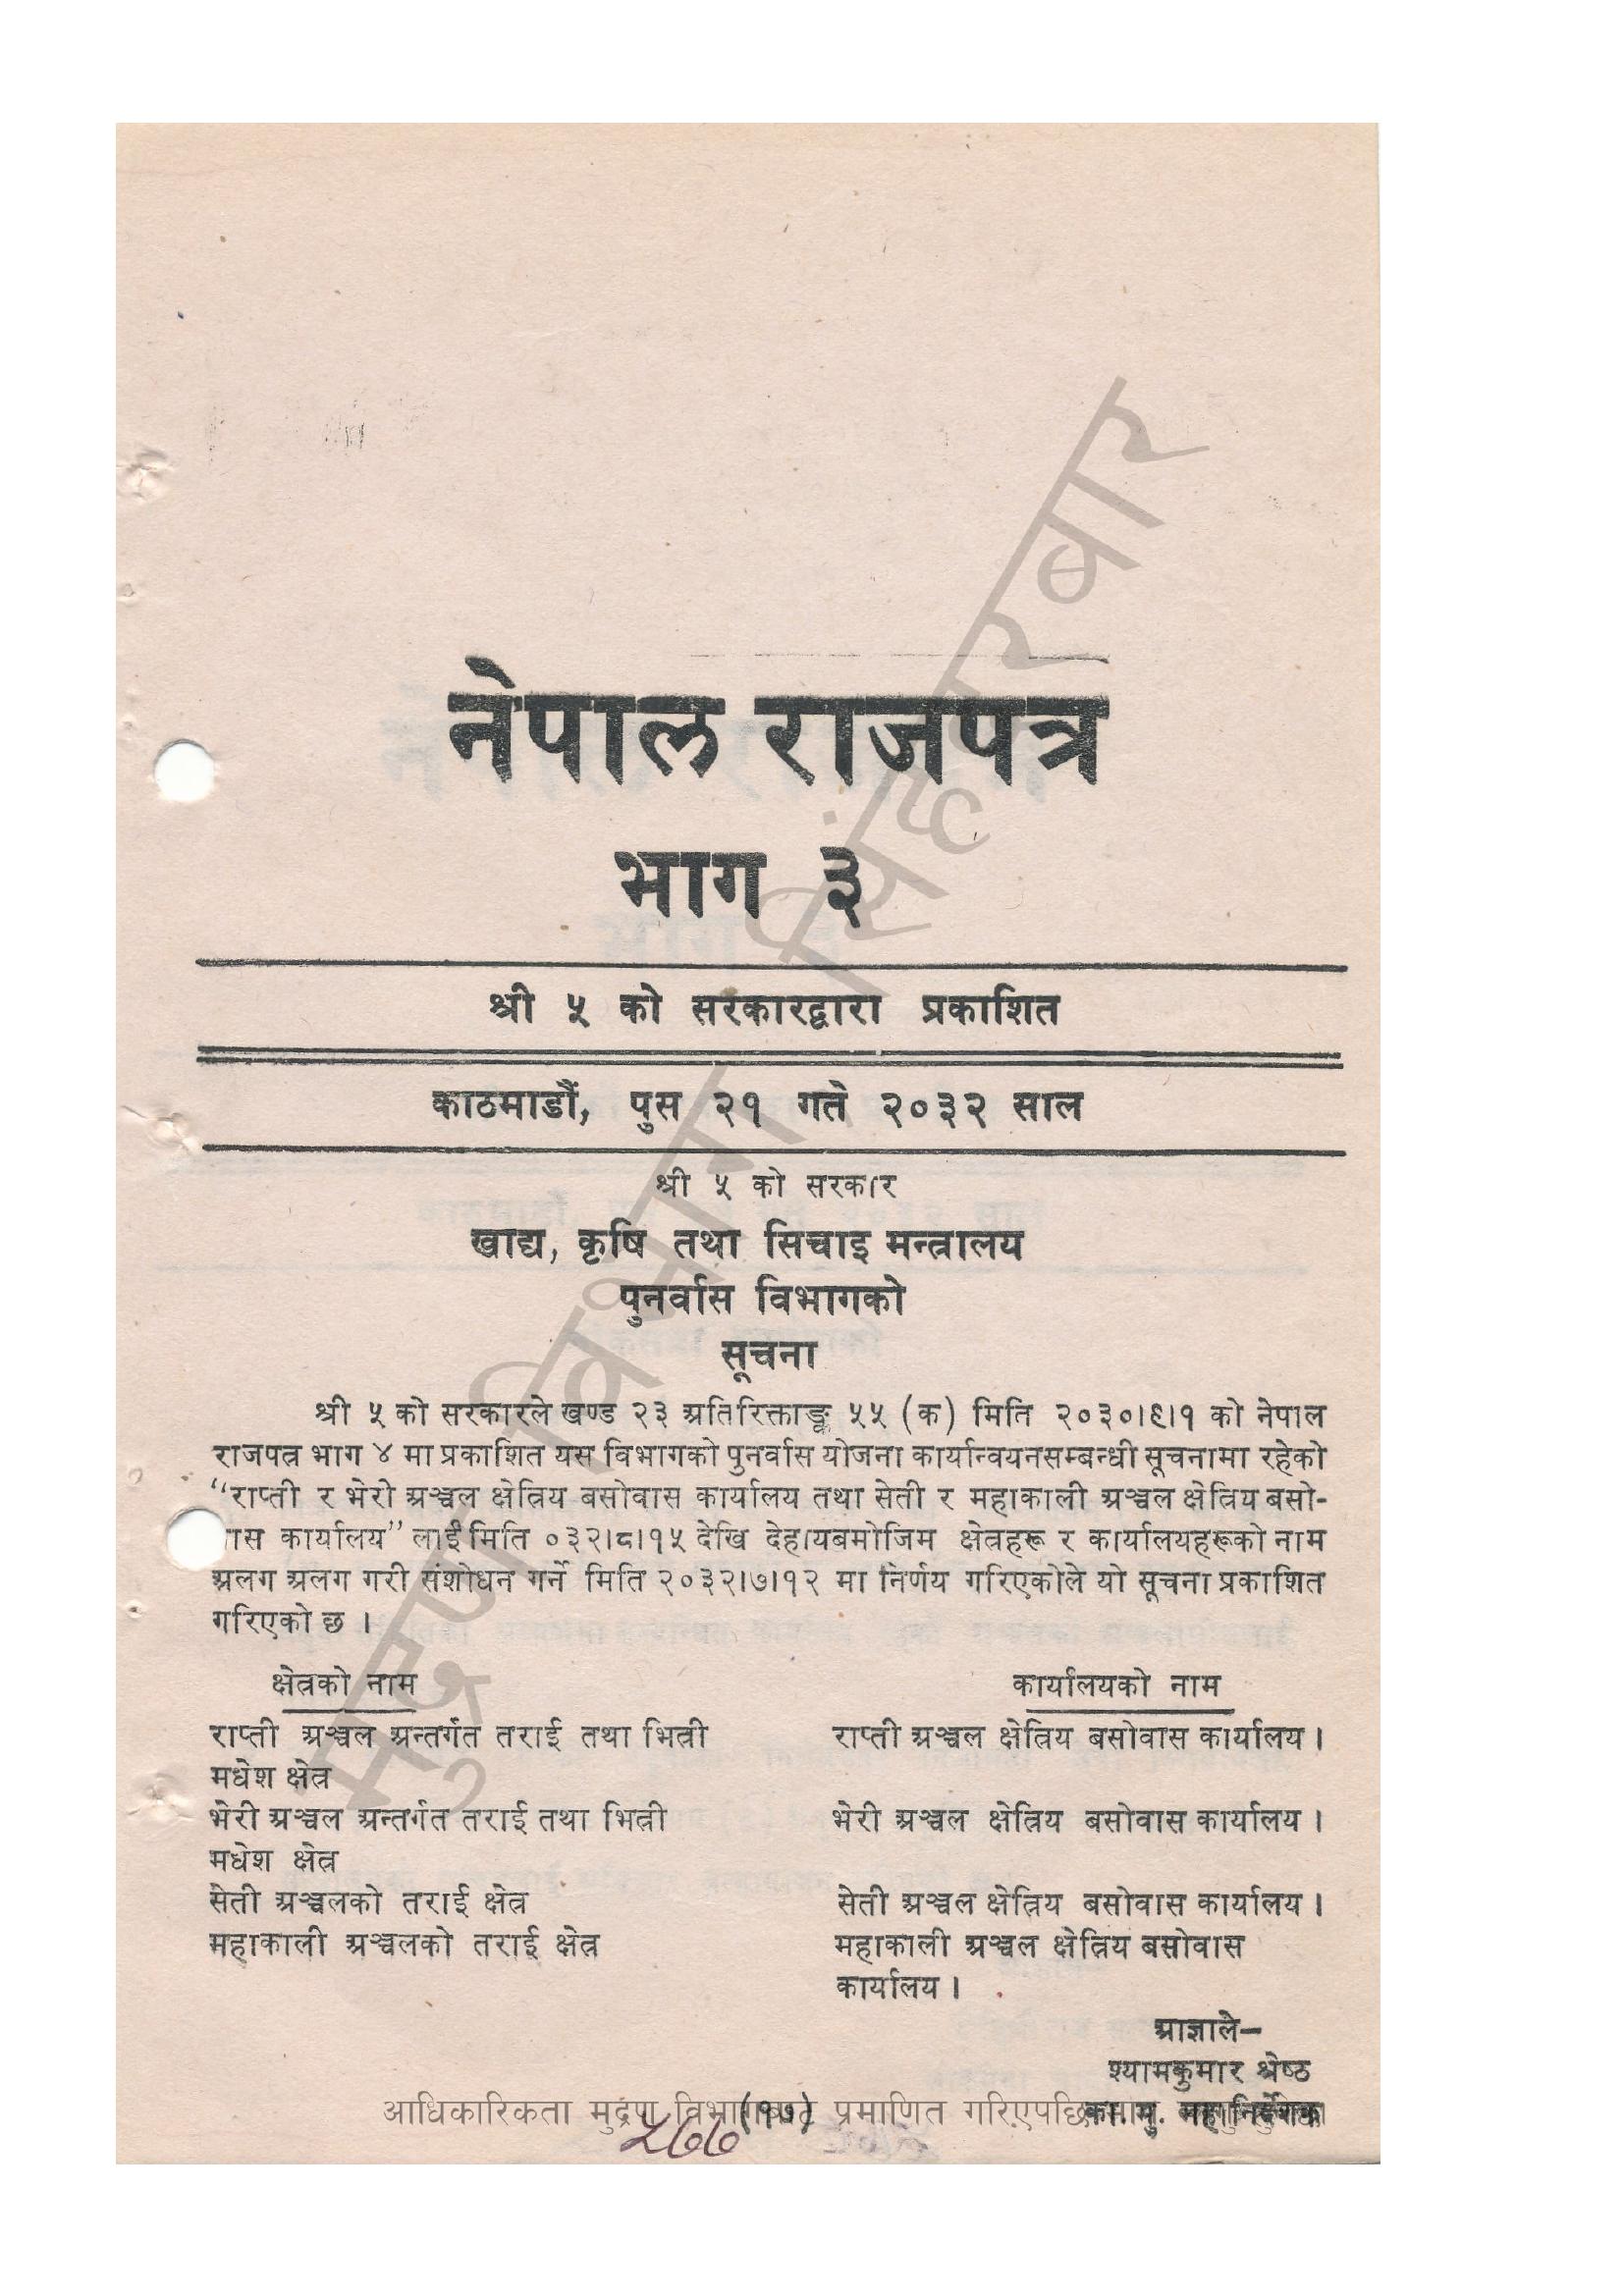 नेपाल राजपत्र
भाग ३
श्री ५ को सरकारद्वारा प्रकाशित
काठमाडौं, पुस २१ गते २०३२ साल
श्री ५ को सरकार
खाद्य, कृषि तथा सिचाइ मन्त्रालय
पुनर्वास विभागको
सूचना
श्री ५ को सरकारले खण्ड २३ अतिरिक्ताङ्क ५५ (क) मिति २०३०।९।१ को नेपाल
राजपत्र भाग ४ मा प्रकाशित यस विभागको पुनर्वास योजना कार्यान्वयनसम्बन्धी सूचनामा रहेको
“राप्ती र भेरी अञ्चल क्षेत्रिय बसोवास कार्यालय तथा सेती र महाकाली अञ्चल क्षेत्रिय बसो-
वास कार्यालय” लाई मिति ०३२।८।१५ देखि देहायबमोजिम क्षेत्रहरू र कार्यालयहरूको नाम
अलग अलग गरी संशोधन गर्ने मिति २०३२।७।१२ मा निर्णय गरिएकोले यो सूचना प्रकाशित
गरिएको छ ।
क्षेत्रको नाम कार्यालयको नाम
राप्ती अञ्चल अन्तर्गत तराई तथा भित्री राप्ती अञ्चल क्षेत्रिय बसोवास कार्यालय ।
मधेश क्षेत्र
भेरी अञ्चल अन्तर्गत तराई तथा भित्री भेरी अञ्चल क्षेत्रिय बसोवास कार्यालय ।
मधेश क्षेत्र
सेती अञ्चलको तराई क्षेत्र सेती अञ्चल क्षेत्रिय बसोवास कार्यालय ।
महाकाली अञ्चलको तराई क्षेत्र महाकाली अञ्चल क्षेत्रिय बसोवास
कार्यालय ।
आज्ञाले–
श्यामकुमार श्रेष्ठ
का. मु. महानिर्देशक
(१७)
आधिकारिकता मुद्रण विभागबाट प्रमाणित गरिएपछि
५७७
मुद्रण विभाग, सिंहदरबार